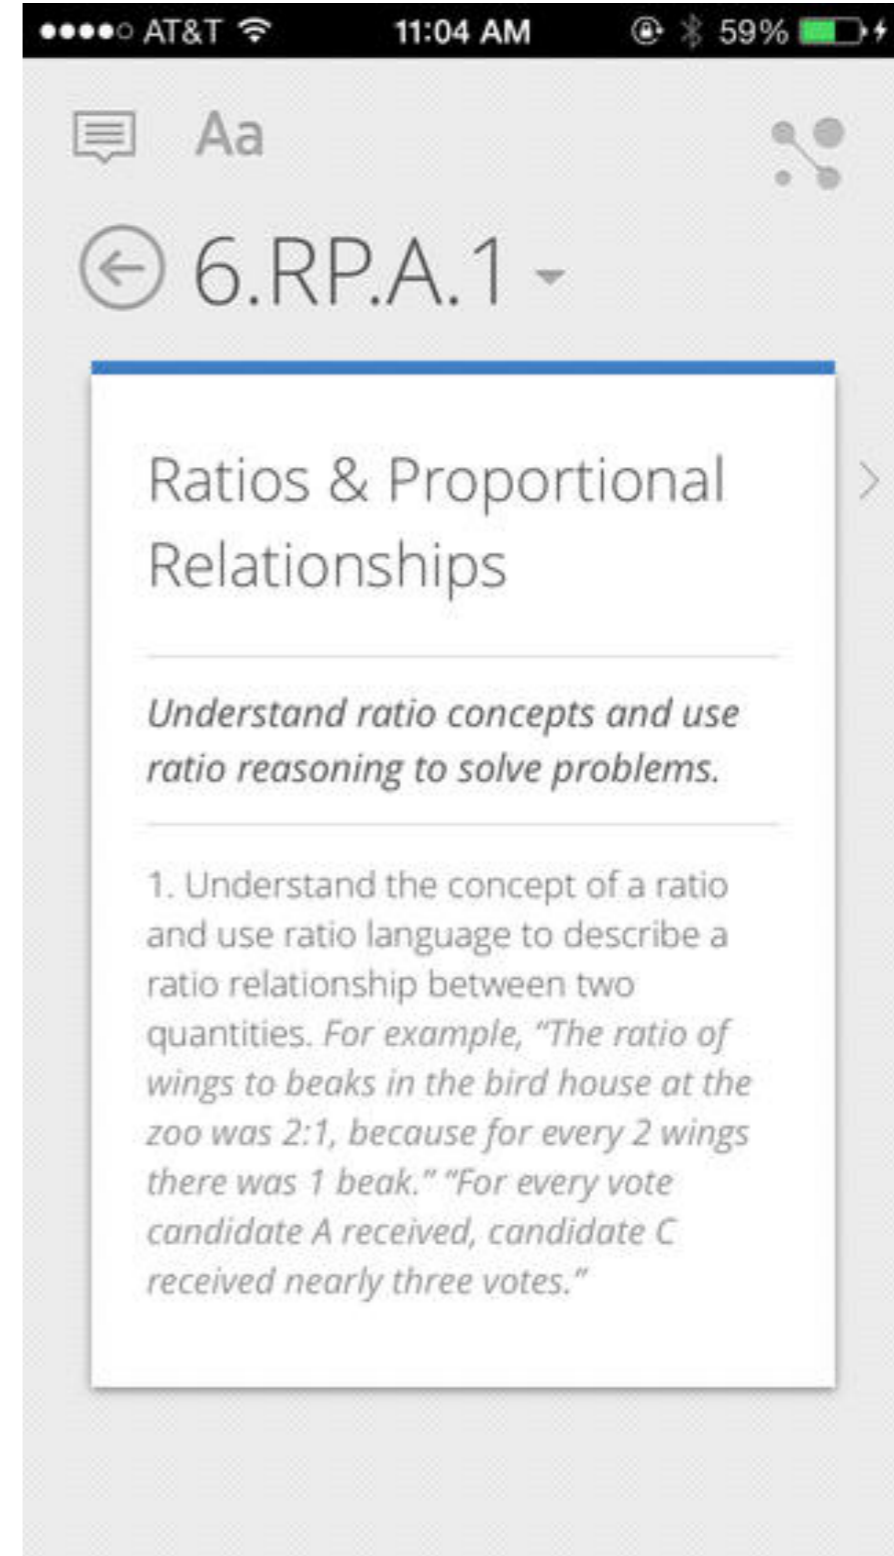 AT&T 11:04 AM 59%
Aa
6.RP.A.1
Ratios & Proportional
Relationships
Understand ratio concepts and use
ratio reasoning to solve problems.
1. Understand the concept of a ratio
and use ratio language to describe a
ratio relationship between two
quantities. For example, “The ratio of
wings to beaks in the bird house at the
zoo was 2:1, because for every 2 wings
there was 1 beak.” “For every vote
candidate A received, candidate C
received nearly three votes.”